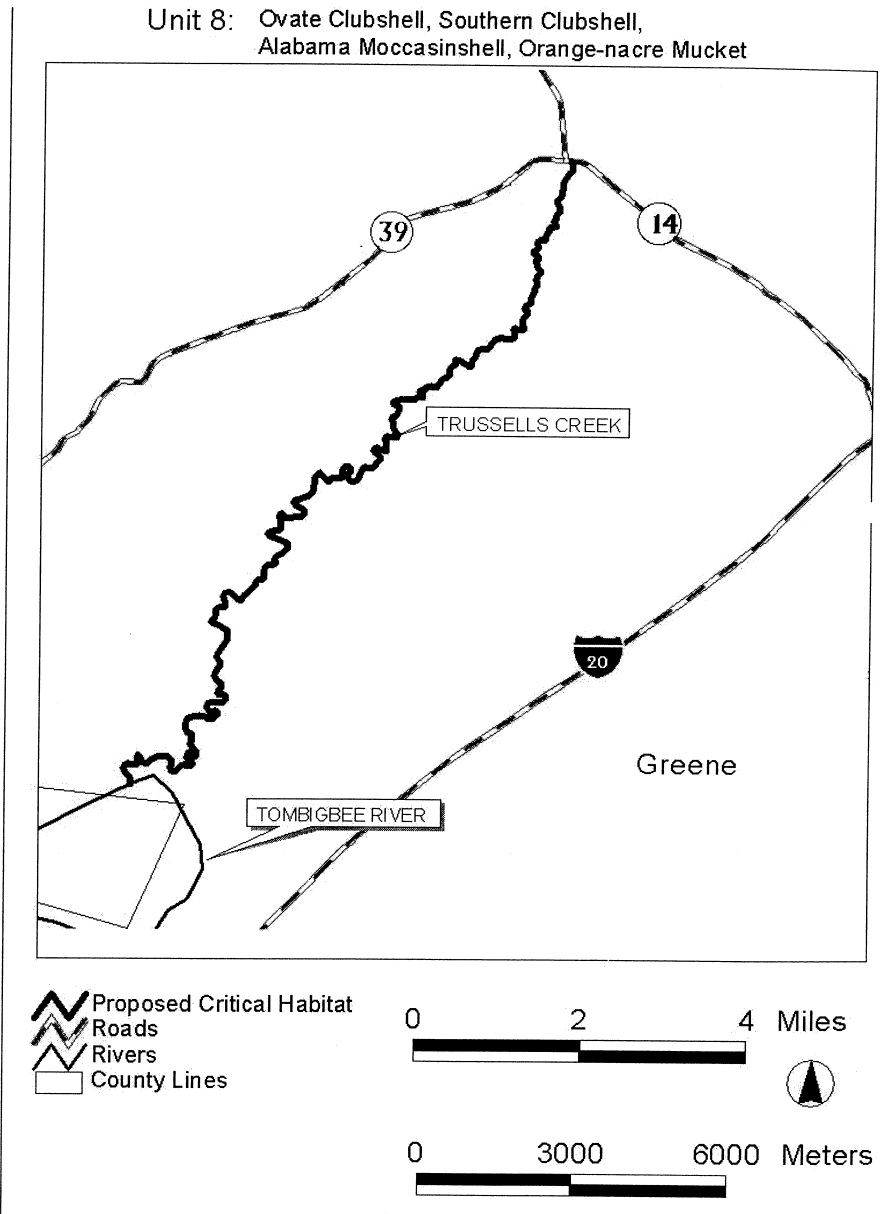 Unit 8: Ovate Clubshell, Southern Clubshell,
Alabama Moccasinshell, Orange-nacre Mucket
39
14
TRUSSELLS CREEK
20
Greene
TOMBIGBEE RIVER
Proposed Critical Habitat
Roads
Rivers
County Lines
0 2 4 Miles
0 3000 6000 Meters